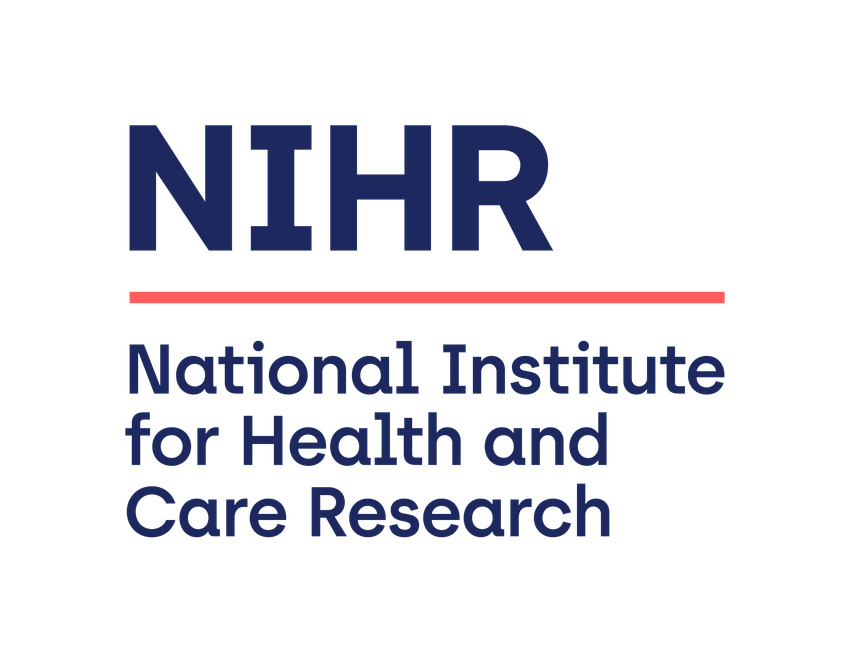 NIHR
National Institute
for Health and
Care Research